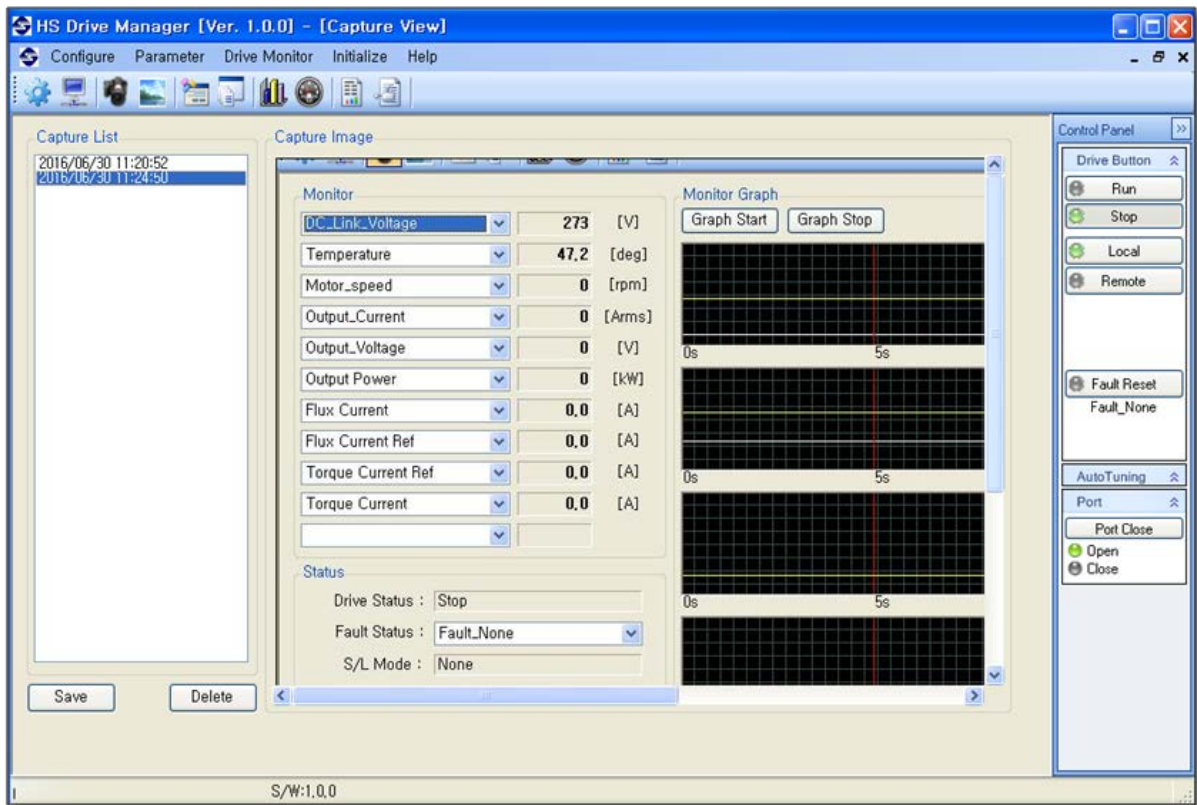 HS Drive Manager [Ver. 1.0.0] - [Capture View]
Configure Parameter Drive Monitor Initialize Help
Capture List
2016/06/30 11:20:52
2016/06/30 11:24:50
Save Delete
Capture Image
Monitor
DC_Link_Voltage 273 [V]
Temperature 47.2 [deg]
Motor_speed 0 [rpm]
Output_Current 0 [Arms]
Output_Voltage 0 [V]
Output Power 0 [kW]
Flux Current 0.0 [A]
Flux Current Ref 0.0 [A]
Torque Current Ref 0.0 [A]
Torque Current 0.0 [A]
Status
Drive Status : Stop
Fault Status : Fault_None
S/L Mode : None
Monitor Graph
Graph Start Graph Stop
0s 5s
0s 5s
0s 5s
Control Panel
Drive Button
Run
Stop
Local
Remote
Fault Reset
Fault_None
AutoTuning
Port
Port Close
Open
Close
S/W:1.0.0